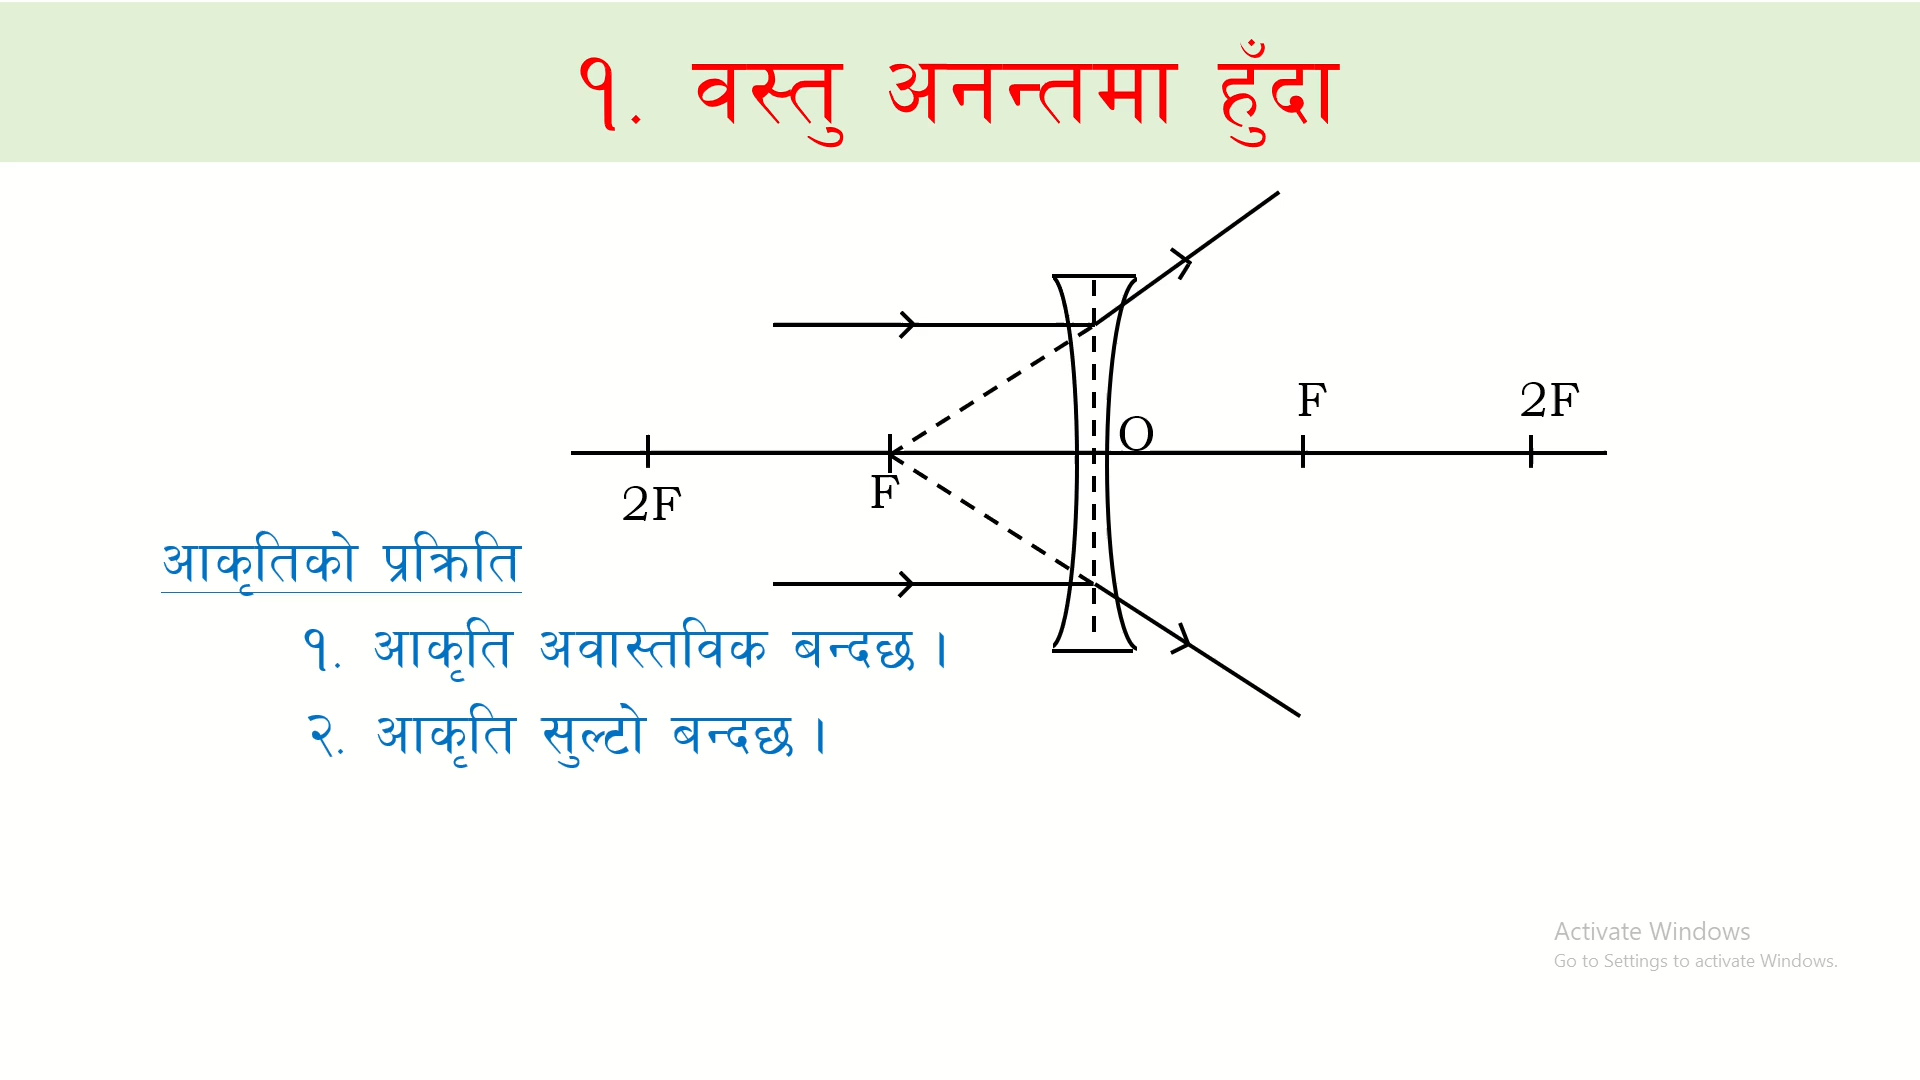 १. वस्तु अनन्तमा हुँदा
F
2F
O
F
2F
आकृतिको प्रक्रिति
१. आकृति अवास्तविक बन्दछ ।
२. आकृति सुल्टो बन्दछ ।
Activate Windows
Go to Settings to activate Windows.